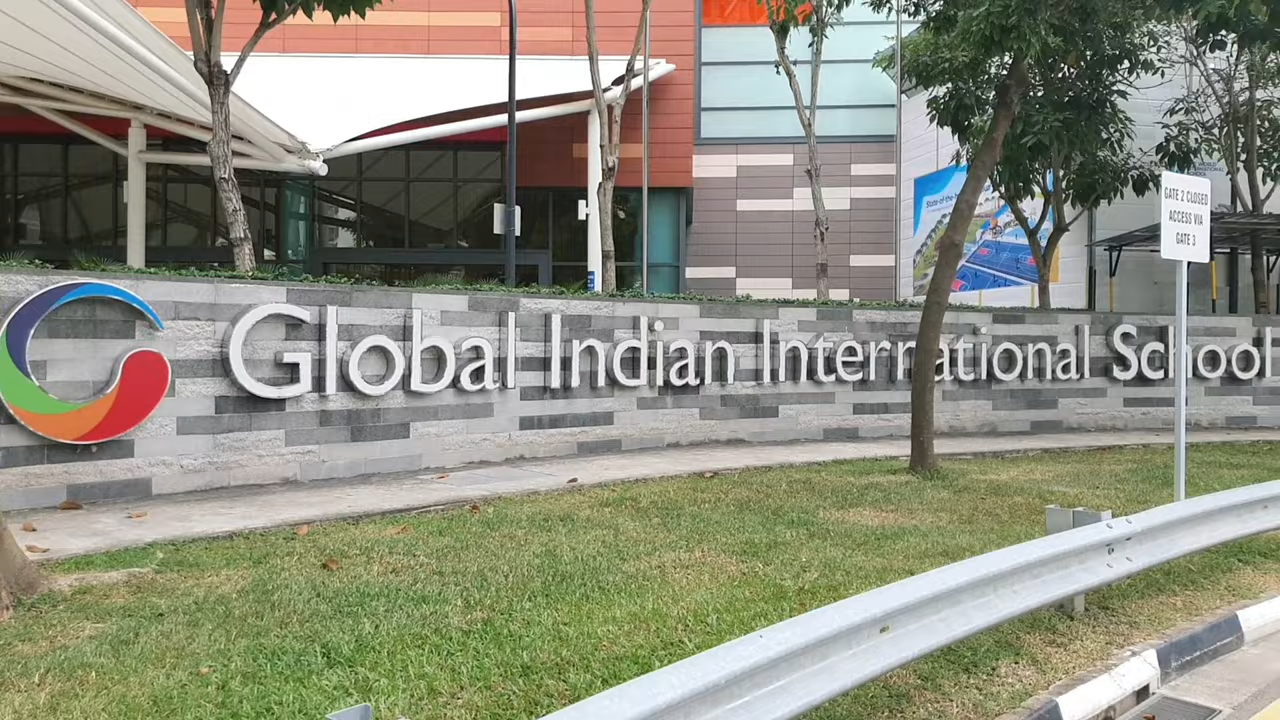 Global Indian International School
GATE 2 CLOSED
ACCESS VIA
GATE 3
State-of-the-